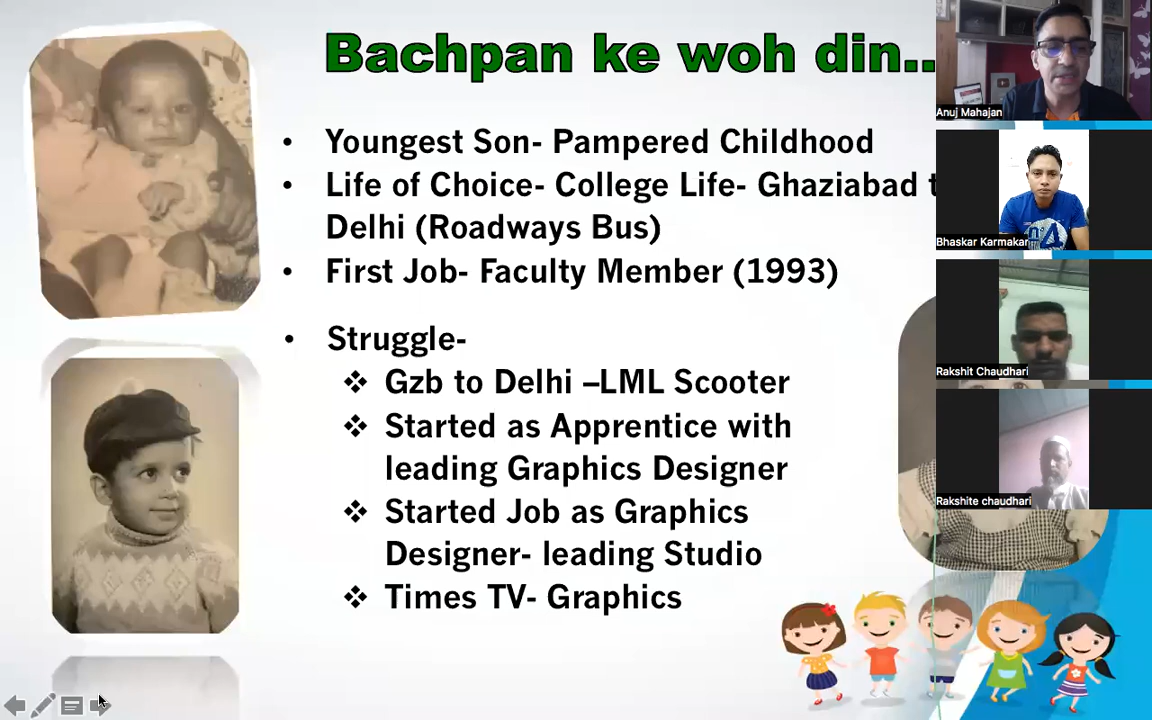 Bachpan ke woh din..
• Youngest Son- Pampered Childhood
• Life of Choice- College Life- Ghaziabad t
Delhi (Roadways Bus)
• First Job- Faculty Member (1993)
• Struggle-
❖ Gzb to Delhi –LML Scooter
❖ Started as Apprentice with
leading Graphics Designer
❖ Started Job as Graphics
Designer- leading Studio
❖ Times TV- Graphics
Anuj Mahajan
Bhaskar Karmakar
Rakshit Chaudhari
Rakshite chaudhari